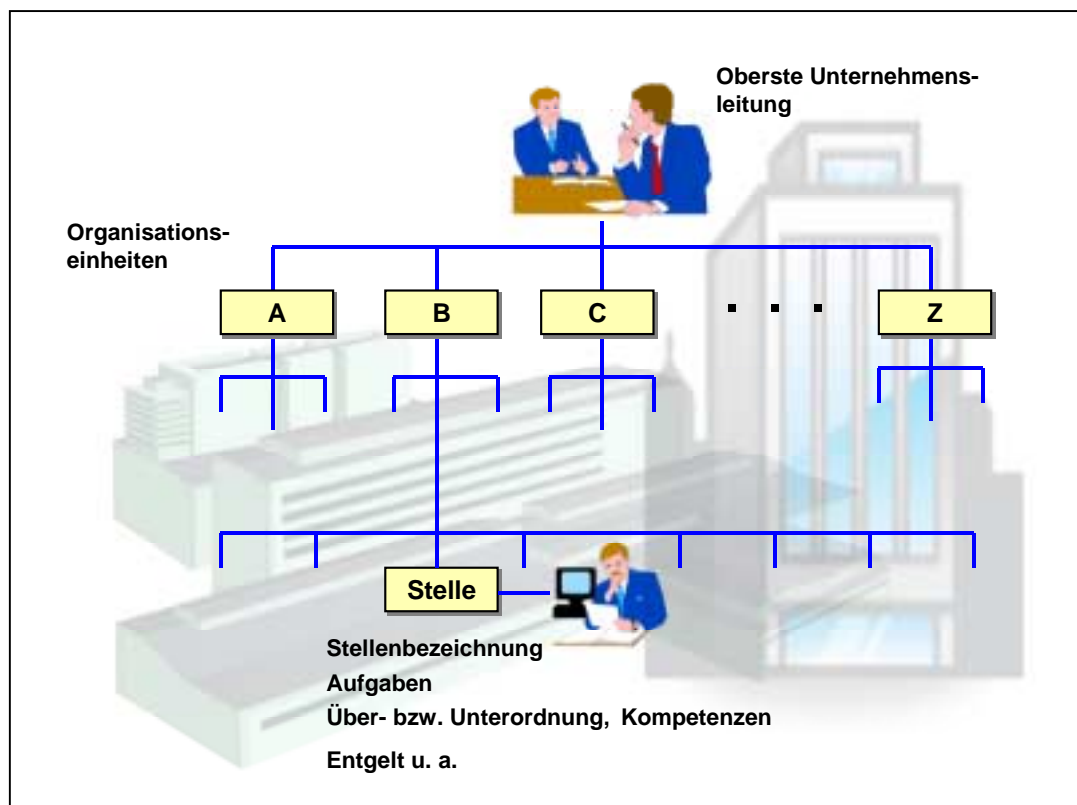 Oberste Unternehmens-
leitung
Organisations-
einheiten
A B C . . . Z
Stelle
Stellenbezeichnung
Aufgaben
Über- bzw. Unterordnung, Kompetenzen
Entgelt u. a.